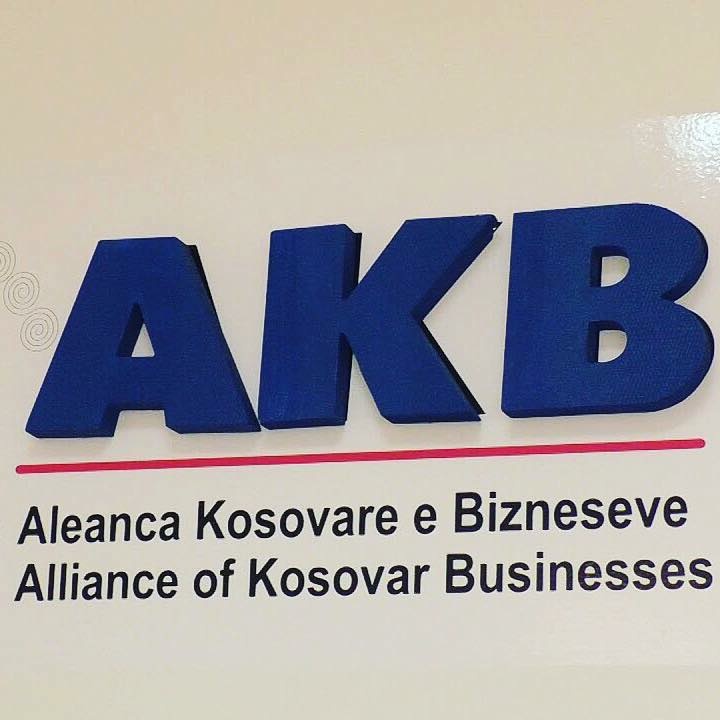 AKB
Aleanca Kosovare e Bizneseve
Alliance of Kosovar Businesses